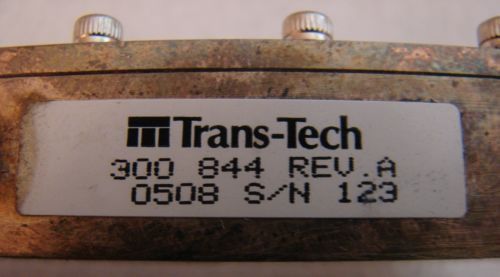 Trans-Tech
300 844 REV.A
0508 S/N 123